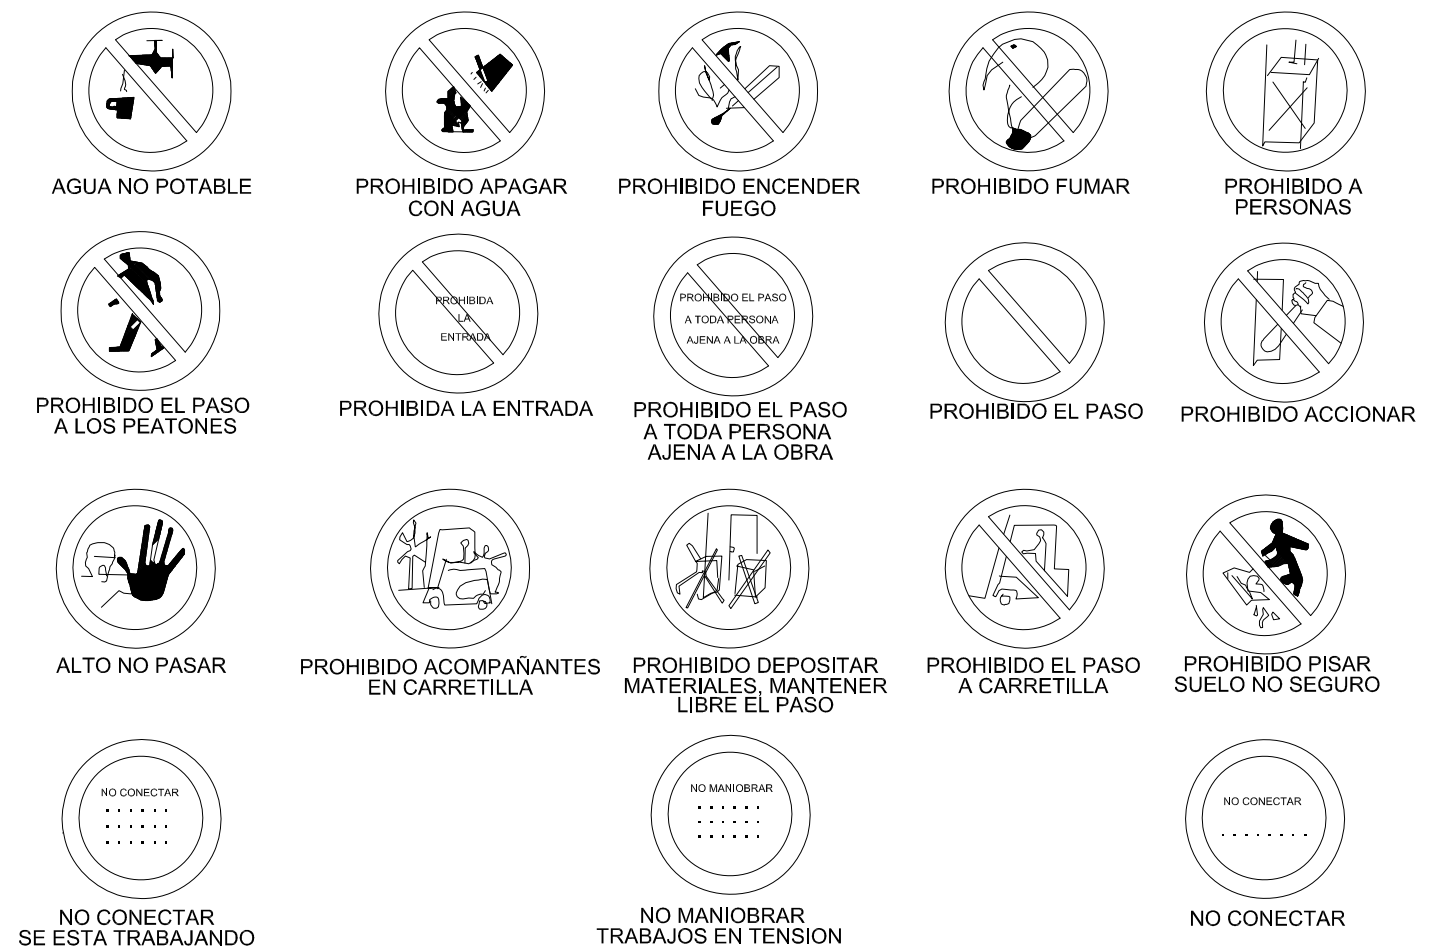 AGUA NO POTABLE
PROHIBIDO APAGAR
CON AGUA
PROHIBIDO ENCENDER
FUEGO
PROHIBIDO FUMAR
PROHIBIDO A
PERSONAS
PROHIBIDO EL PASO
A LOS PEATONES
PROHIBIDA
LA
ENTRADA
PROHIBIDA LA ENTRADA
PROHIBIDO EL PASO
A TODA PERSONA
AJENA A LA OBRA
PROHIBIDO EL PASO
A TODA PERSONA
AJENA A LA OBRA
PROHIBIDO EL PASO
PROHIBIDO ACCIONAR
ALTO NO PASAR
PROHIBIDO ACOMPAÑANTES
EN CARRETILLA
PROHIBIDO DEPOSITAR
MATERIALES, MANTENER
LIBRE EL PASO
PROHIBIDO EL PASO
A CARRETILLA
PROHIBIDO PISAR
SUELO NO SEGURO
NO CONECTAR
NO CONECTAR
SE ESTA TRABAJANDO
NO MANIOBRAR
NO MANIOBRAR
TRABAJOS EN TENSION
NO CONECTAR
NO CONECTAR